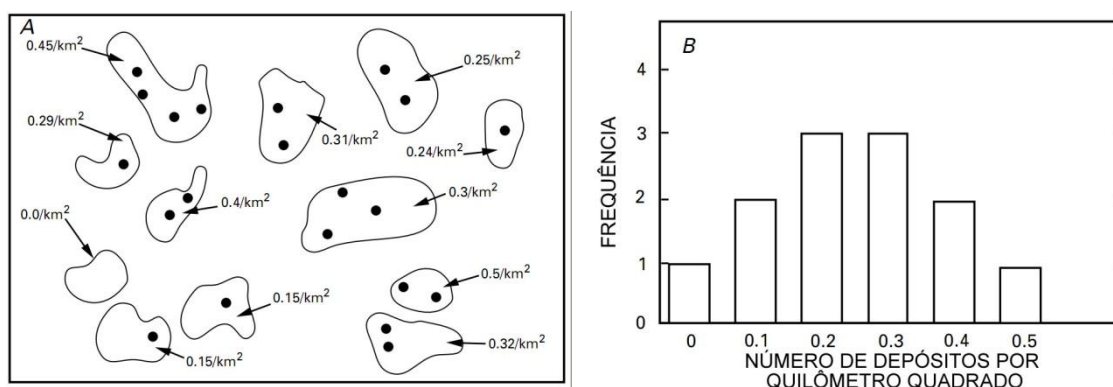 A
0.45/km²
0.25/km²
0.29/km²
0.31/km²
0.24/km²
0.4/km²
0.3/km²
0.0/km²
0.5/km²
0.15/km²
0.15/km²
0.32/km²
B
FREQUÊNCIA
4
3
2
1
0
0 0.1 0.2 0.3 0.4 0.5
NÚMERO DE DEPÓSITOS POR
QUILÔMETRO QUADRADO